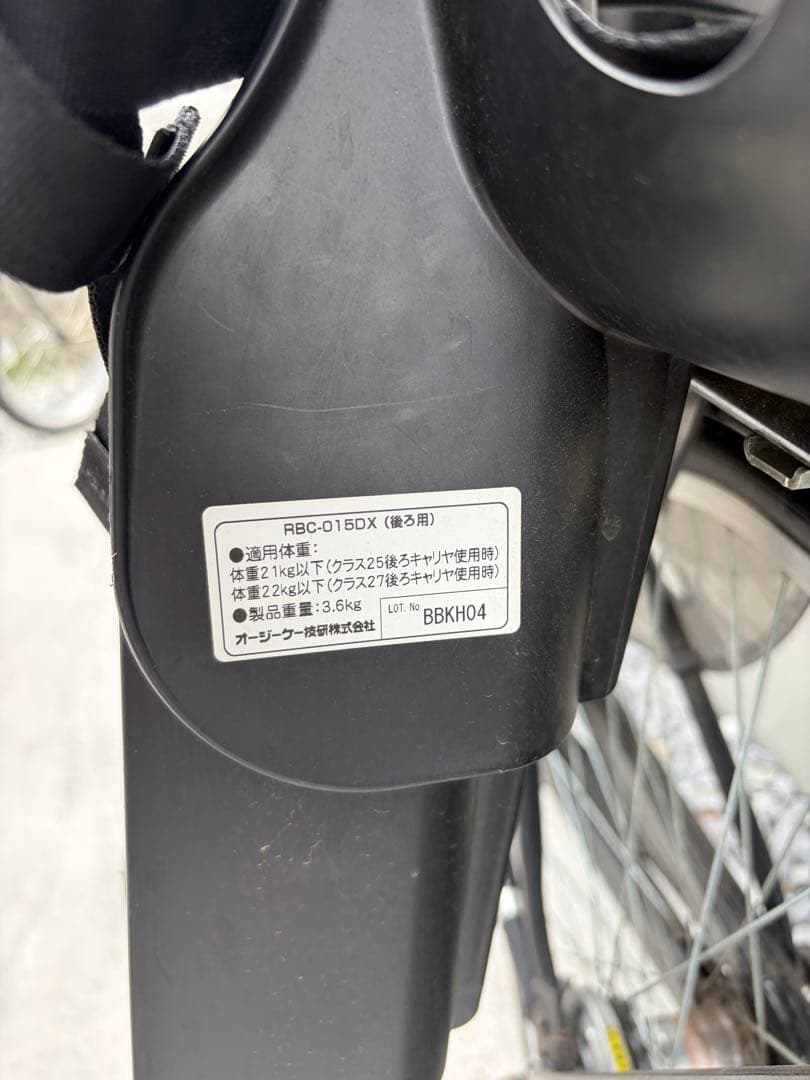 RBC-015DX (後ろ用)
●適用体重:
体重21kg以下(クラス25後ろキャリヤ使用時)
体重22kg以下(クラス27後ろキャリヤ使用時)
●製品重量:3.6kg
LOT. No BBKH04
オージーケー技研株式会社